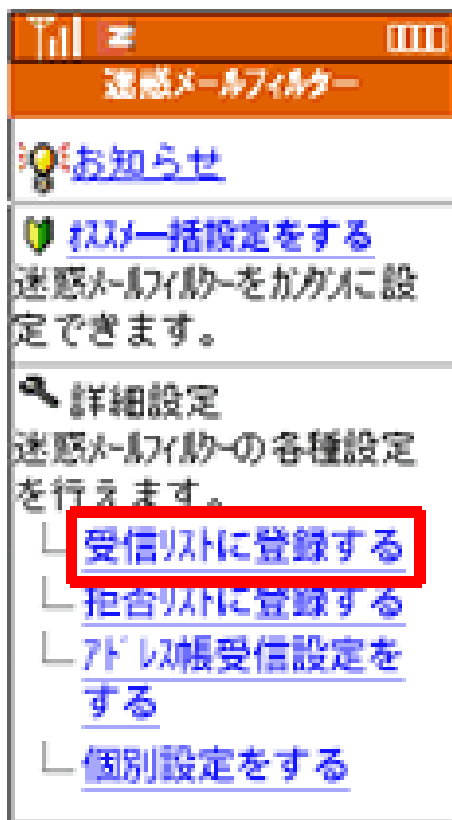 迷惑メールフィルター
お知らせ
ｵｽｽﾒ一括設定をする
迷惑ﾒｰﾙﾌｨﾙﾀｰをｶﾝﾀﾝに設
定できます。
詳細設定
迷惑ﾒｰﾙﾌｨﾙﾀｰの各種設定
を行えます。
受信ﾘｽﾄに登録する
拒否ﾘｽﾄに登録する
ｱﾄﾞﾚｽ帳受信設定を
する
個別設定をする